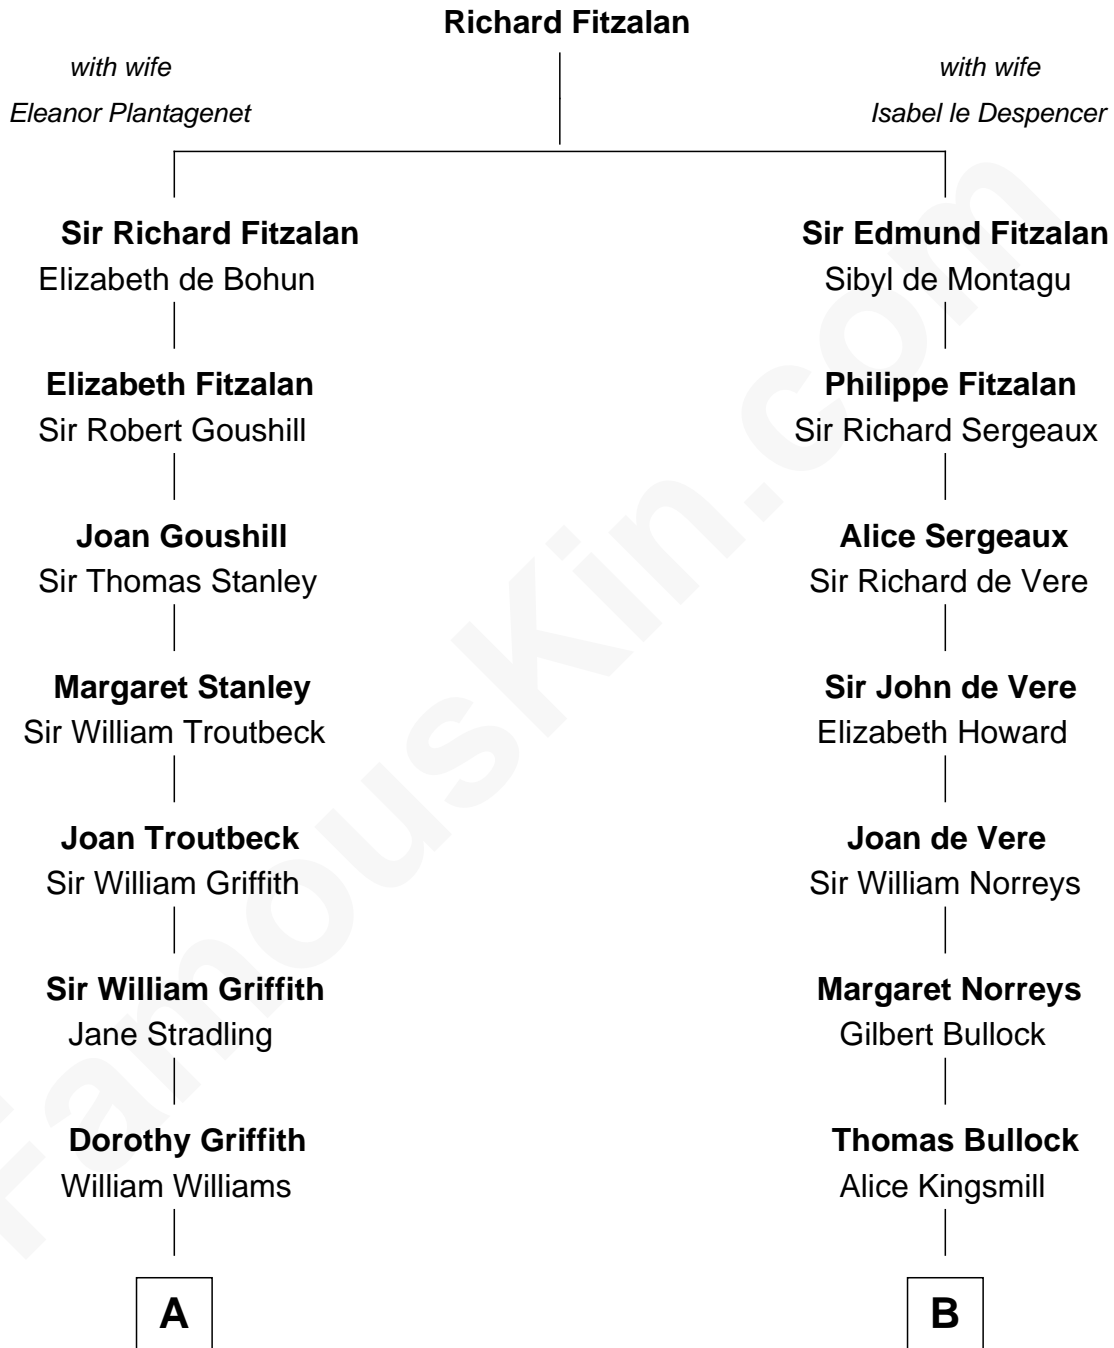 Richard Fitzalan
with wife
Eleanor Plantagenet
with wife
Isabel le Despencer
Sir Richard Fitzalan
Elizabeth de Bohun
Elizabeth Fitzalan
Sir Robert Goushill
Joan Goushill
Sir Thomas Stanley
Margaret Stanley
Sir William Troutbeck
Joan Troutbeck
Sir William Griffith
Sir William Griffith
Jane Stradling
Dorothy Griffith
William Williams
A
Sir Edmund Fitzalan
Sibyl de Montagu
Philippe Fitzalan
Sir Richard Sergeaux
Alice Sergeaux
Sir Richard de Vere
Sir John de Vere
Elizabeth Howard
Joan de Vere
Sir William Norreys
Margaret Norreys
Gilbert Bullock
Thomas Bullock
Alice Kingsmill
B
FamousKin.com